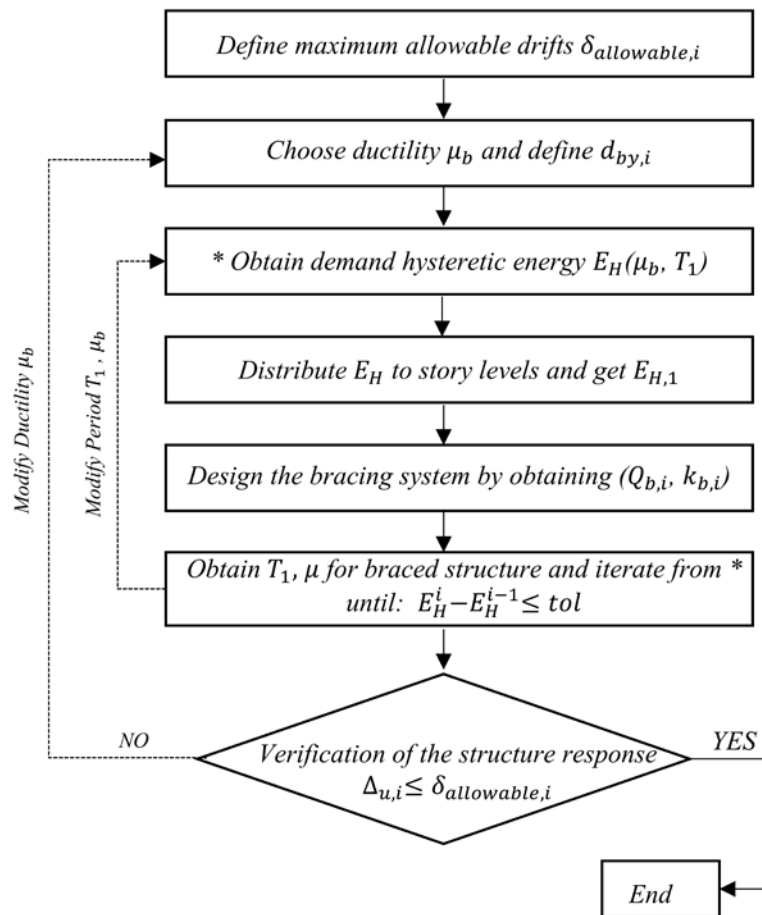 Define maximum allowable drifts δ_allowable,i
Choose ductility μ_b and define d_by,i
* Obtain demand hysteretic energy E_H(μ_b, T_1)
Distribute E_H to story levels and get E_H,1
Design the bracing system by obtaining (Q_b,i, k_b,i)
Obtain T_1, μ for braced structure and iterate from *
until: E_H^i−E_H^i−1 ≤ tol
Modify Ductility μ_b
Modify Period T_1 , μ_b
NO
Verification of the structure response
Δ_u,i ≤ δ_allowable,i
YES
End